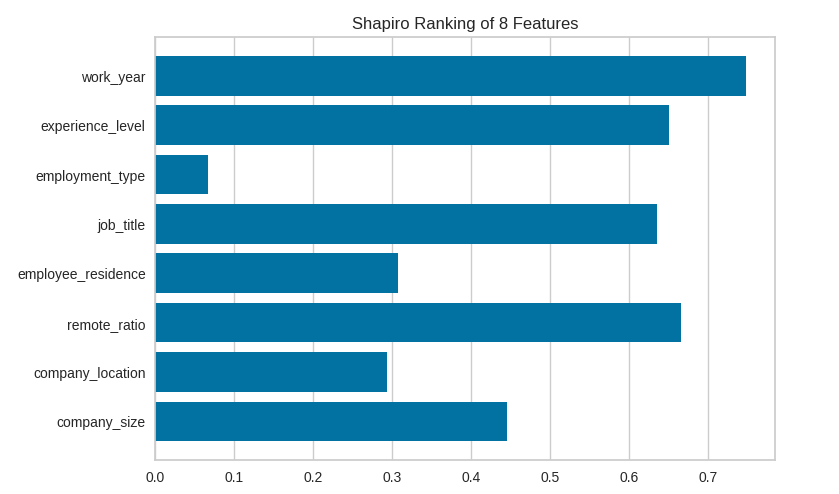 Shapiro Ranking of 8 Features
work_year
experience_level
employment_type
job_title
employee_residence
remote_ratio
company_location
company_size
0.0 0.1 0.2 0.3 0.4 0.5 0.6 0.7